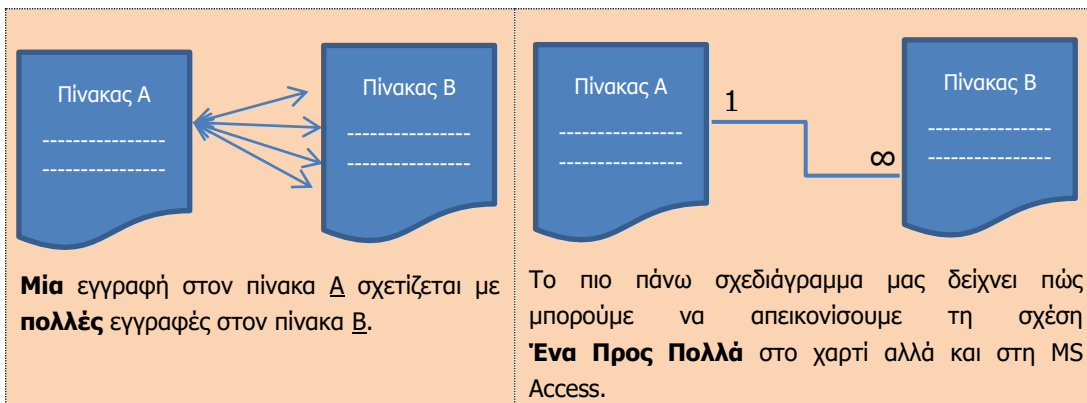 Πίνακας Α
--------------------
--------------------
Πίνακας Β
--------------------
--------------------
Μία εγγραφή στον πίνακα Α σχετίζεται με
πολλές εγγραφές στον πίνακα Β.
Πίνακας Α
--------------------
--------------------
1
∞
Πίνακας Β
--------------------
--------------------
Το πιο πάνω σχεδιάγραμμα μας δείχνει πώς
μπορούμε να απεικονίσουμε τη σχέση
Ένα Προς Πολλά στο χαρτί αλλά και στη MS
Access.